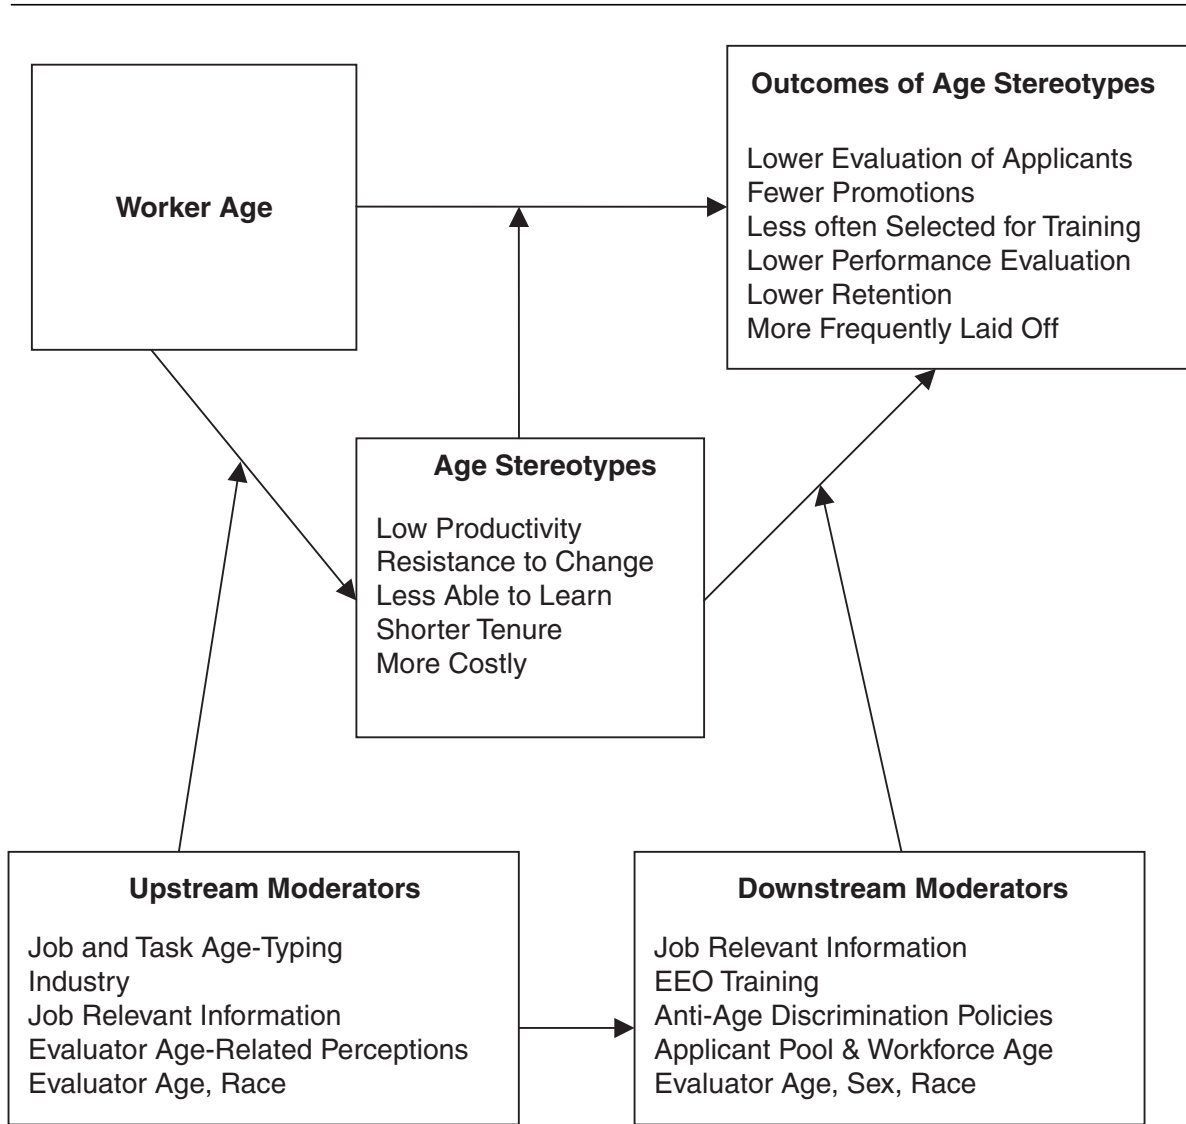 Worker Age
Outcomes of Age Stereotypes
Lower Evaluation of Applicants
Fewer Promotions
Less often Selected for Training
Lower Performance Evaluation
Lower Retention
More Frequently Laid Off
Age Stereotypes
Low Productivity
Resistance to Change
Less Able to Learn
Shorter Tenure
More Costly
Upstream Moderators
Job and Task Age-Typing
Industry
Job Relevant Information
Evaluator Age-Related Perceptions
Evaluator Age, Race
Downstream Moderators
Job Relevant Information
EEO Training
Anti-Age Discrimination Policies
Applicant Pool & Workforce Age
Evaluator Age, Sex, Race